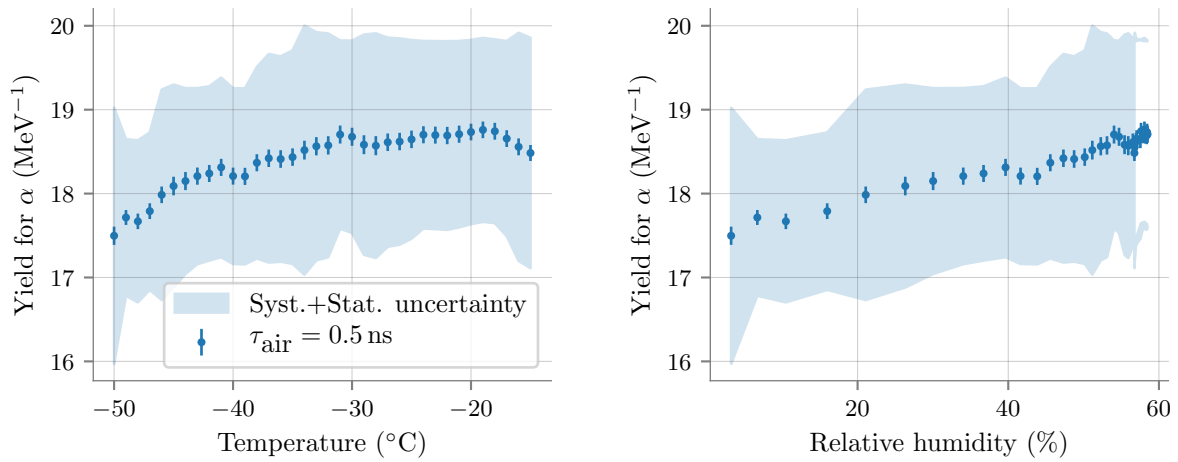 20
19
18
17
16
Yield for α (MeV⁻¹)
Syst.+Stat. uncertainty
τair = 0.5 ns
−50
−40
−30
−20
Temperature (°C)
20
19
18
17
16
Yield for α (MeV⁻¹)
20
40
60
Relative humidity (%)